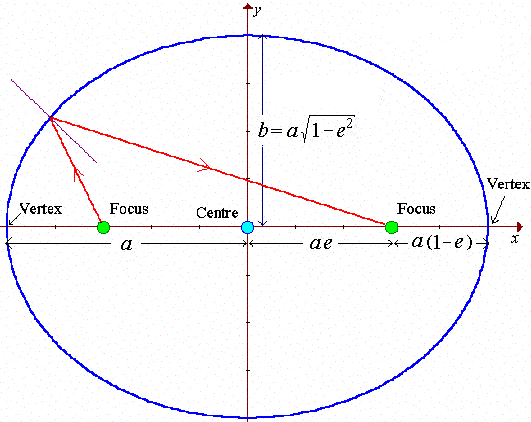 y
b=a√1−e²
Vertex
Vertex
Focus
Centre
Focus
x
a
ae
a(1−e)